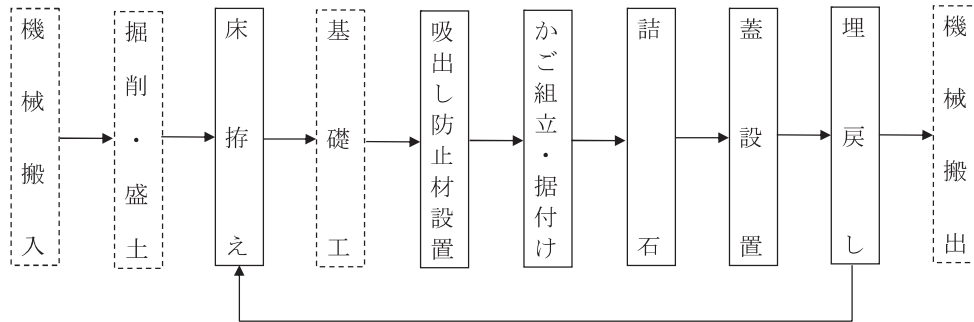 機械搬入
掘削・盛土
床拵え
基礎工
吸出し防止材設置
かご組立・据付け
詰石
蓋設置
埋戻し
機械搬出